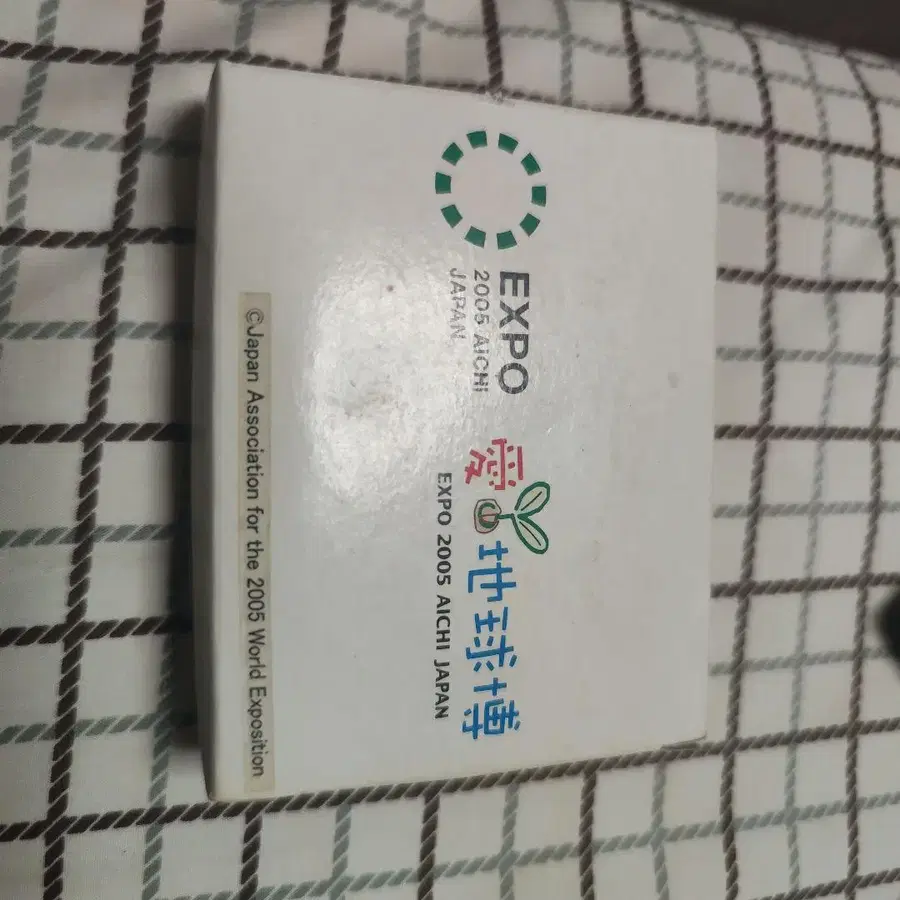 EXPO
2005 AICHI
JAPAN
愛・地球博
EXPO 2005 AICHI JAPAN
©Japan Association for the 2005 World Exposition